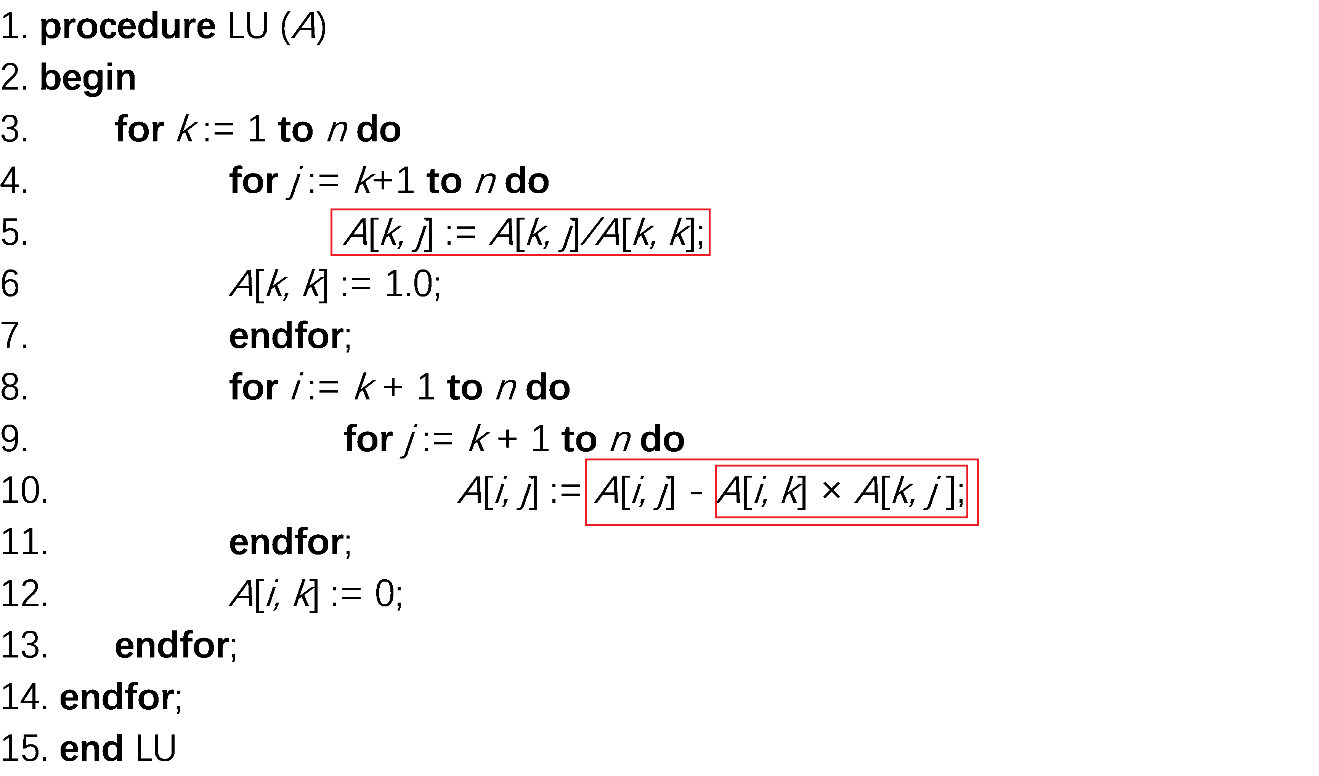 1. procedure LU (A)
2. begin
3. for k := 1 to n do
4. for j := k+1 to n do
5. A[k, j] := A[k, j]/A[k, k];
6 A[k, k] := 1.0;
7. endfor;
8. for i := k + 1 to n do
9. for j := k + 1 to n do
10. A[i, j] := A[i, j] - A[i, k] × A[k, j ];
11. endfor;
12. A[i, k] := 0;
13. endfor;
14. endfor;
15. end LU